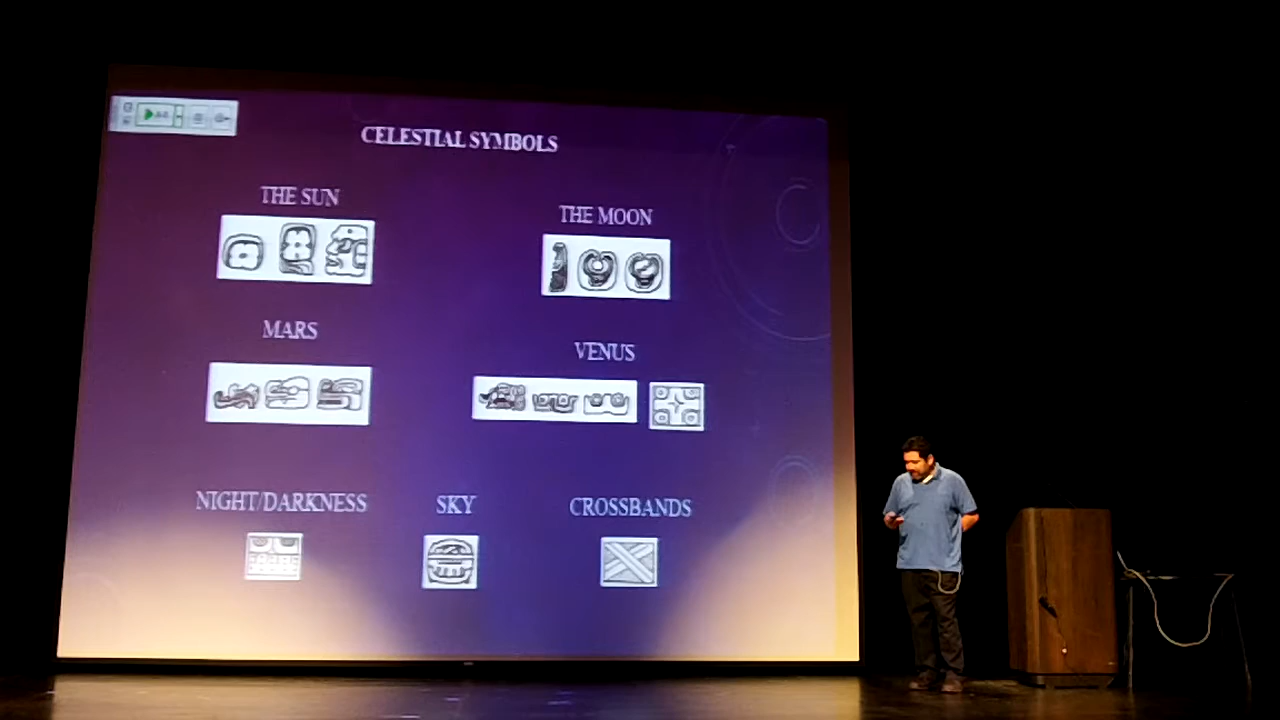 CELESTIAL SYMBOLS
THE SUN
THE MOON
MARS
VENUS
NIGHT/DARKNESS
SKY
CROSSBANDS